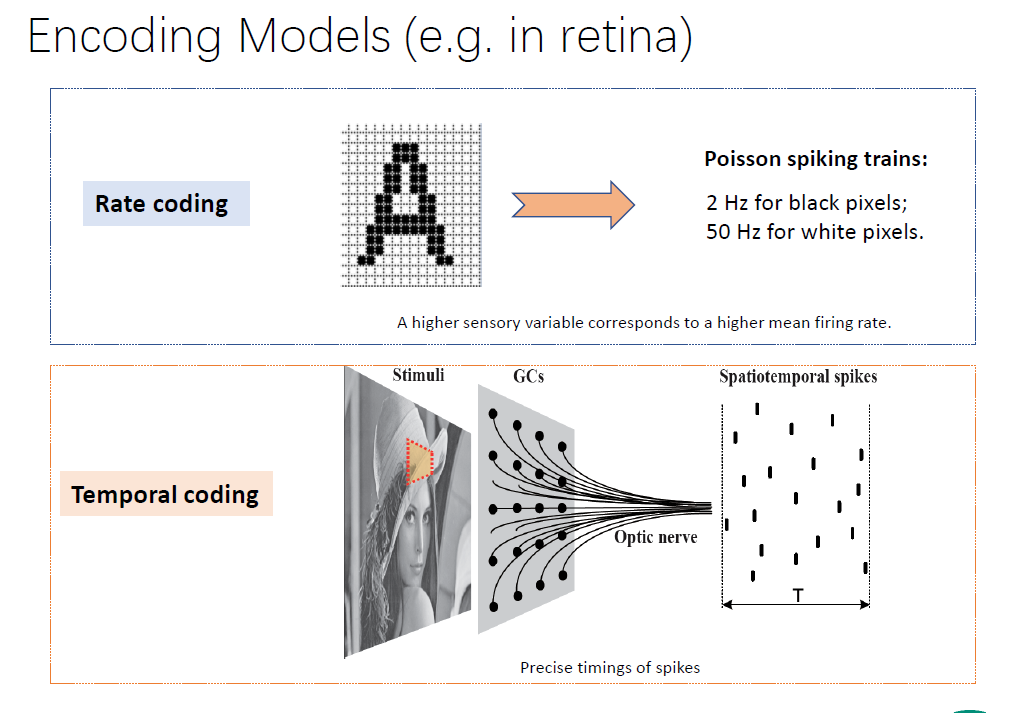 Encoding Models (e.g. in retina)
Rate coding
A
Poisson spiking trains:
2 Hz for black pixels;
50 Hz for white pixels.
A higher sensory variable corresponds to a higher mean firing rate.
Temporal coding
Stimuli
GCs
Spatiotemporal spikes
Optic nerve
T
Precise timings of spikes